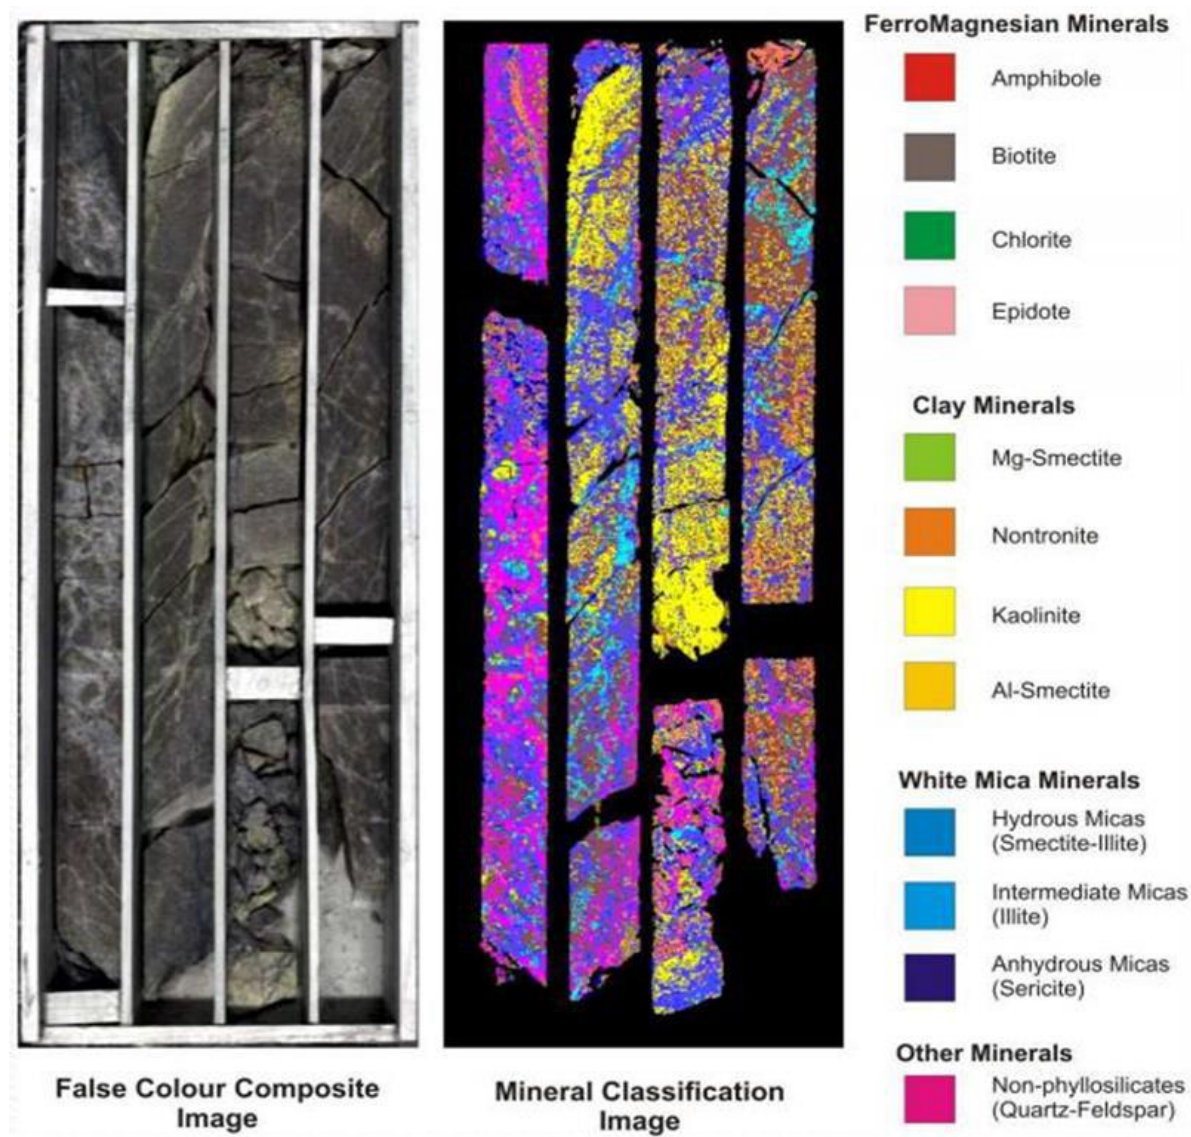 FerroMagnesian Minerals
Amphibole
Biotite
Chlorite
Epidote
Clay Minerals
Mg-Smectite
Nontronite
Kaolinite
Al-Smectite
White Mica Minerals
Hydrous Micas
(Smectite-Illite)
Intermediate Micas
(Illite)
Anhydrous Micas
(Sericite)
Other Minerals
Non-phyllosilicates
(Quartz-Feldspar)
False Colour Composite
Image
Mineral Classification
Image